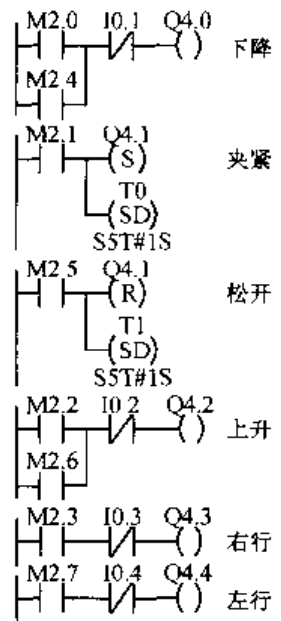 M2.0 I0.1 Q4.0
下降
M2.4
M2.1 Q4.1
(S) 夹紧
T0
(SD)
S5T#1S
M2.5 Q4.1
(R) 松开
T1
(SD)
S5T#1S
M2.2 I0.2 Q4.2
上升
M2.6
M2.3 I0.3 Q4.3
右行
M2.7 I0.4 Q4.4
左行